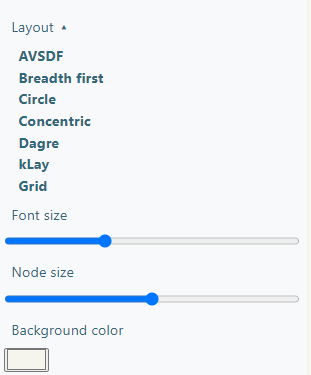 Layout ▲
AVSDF
Breadth first
Circle
Concentric
Dagre
kLay
Grid
Font size
Node size
Background color